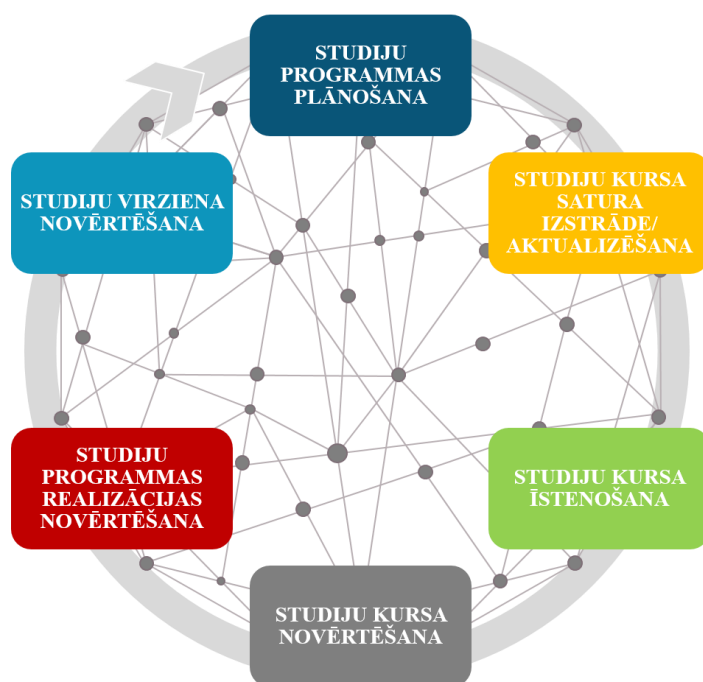 STUDIJU
PROGRAMMAS
PLĀNOŠANA
STUDIJU KURSA
SATURA
IZSTRĀDE/
AKTUALIZĒŠANA
STUDIJU KURSA
ĪSTENOŠANA
STUDIJU KURSA
NOVĒRTĒŠANA
STUDIJU
PROGRAMMAS
REALIZĀCIJAS
NOVĒRTĒŠANA
STUDIJU VIRZIENA
NOVĒRTĒŠANA